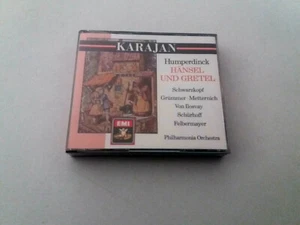 KARAJAN
Humperdinck
HÄNSEL
UND GRETEL
Schwarzkopf
Grümmer Metternich
Von Ilosvay
Schürhoff
Felbermayer
EMI
Philharmonia Orchestra